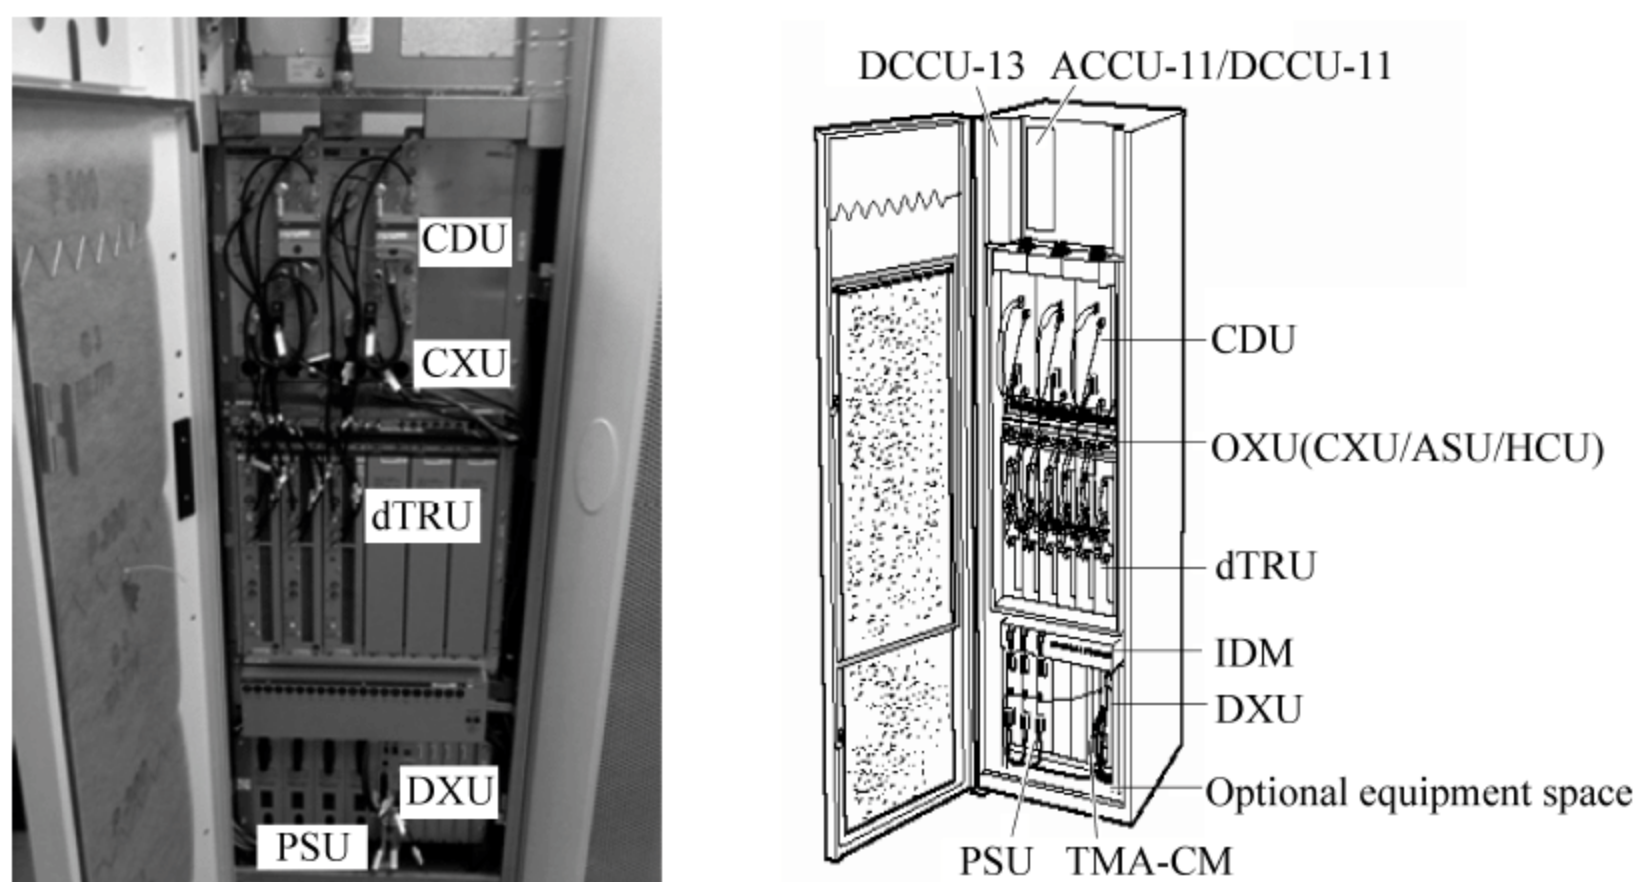 CDU
CXU
dTRU
DXU
PSU
DCCU-13 ACCU-11/DCCU-11
CDU
OXU(CXU/ASU/HCU)
dTRU
IDM
DXU
Optional equipment space
PSU TMA-CM